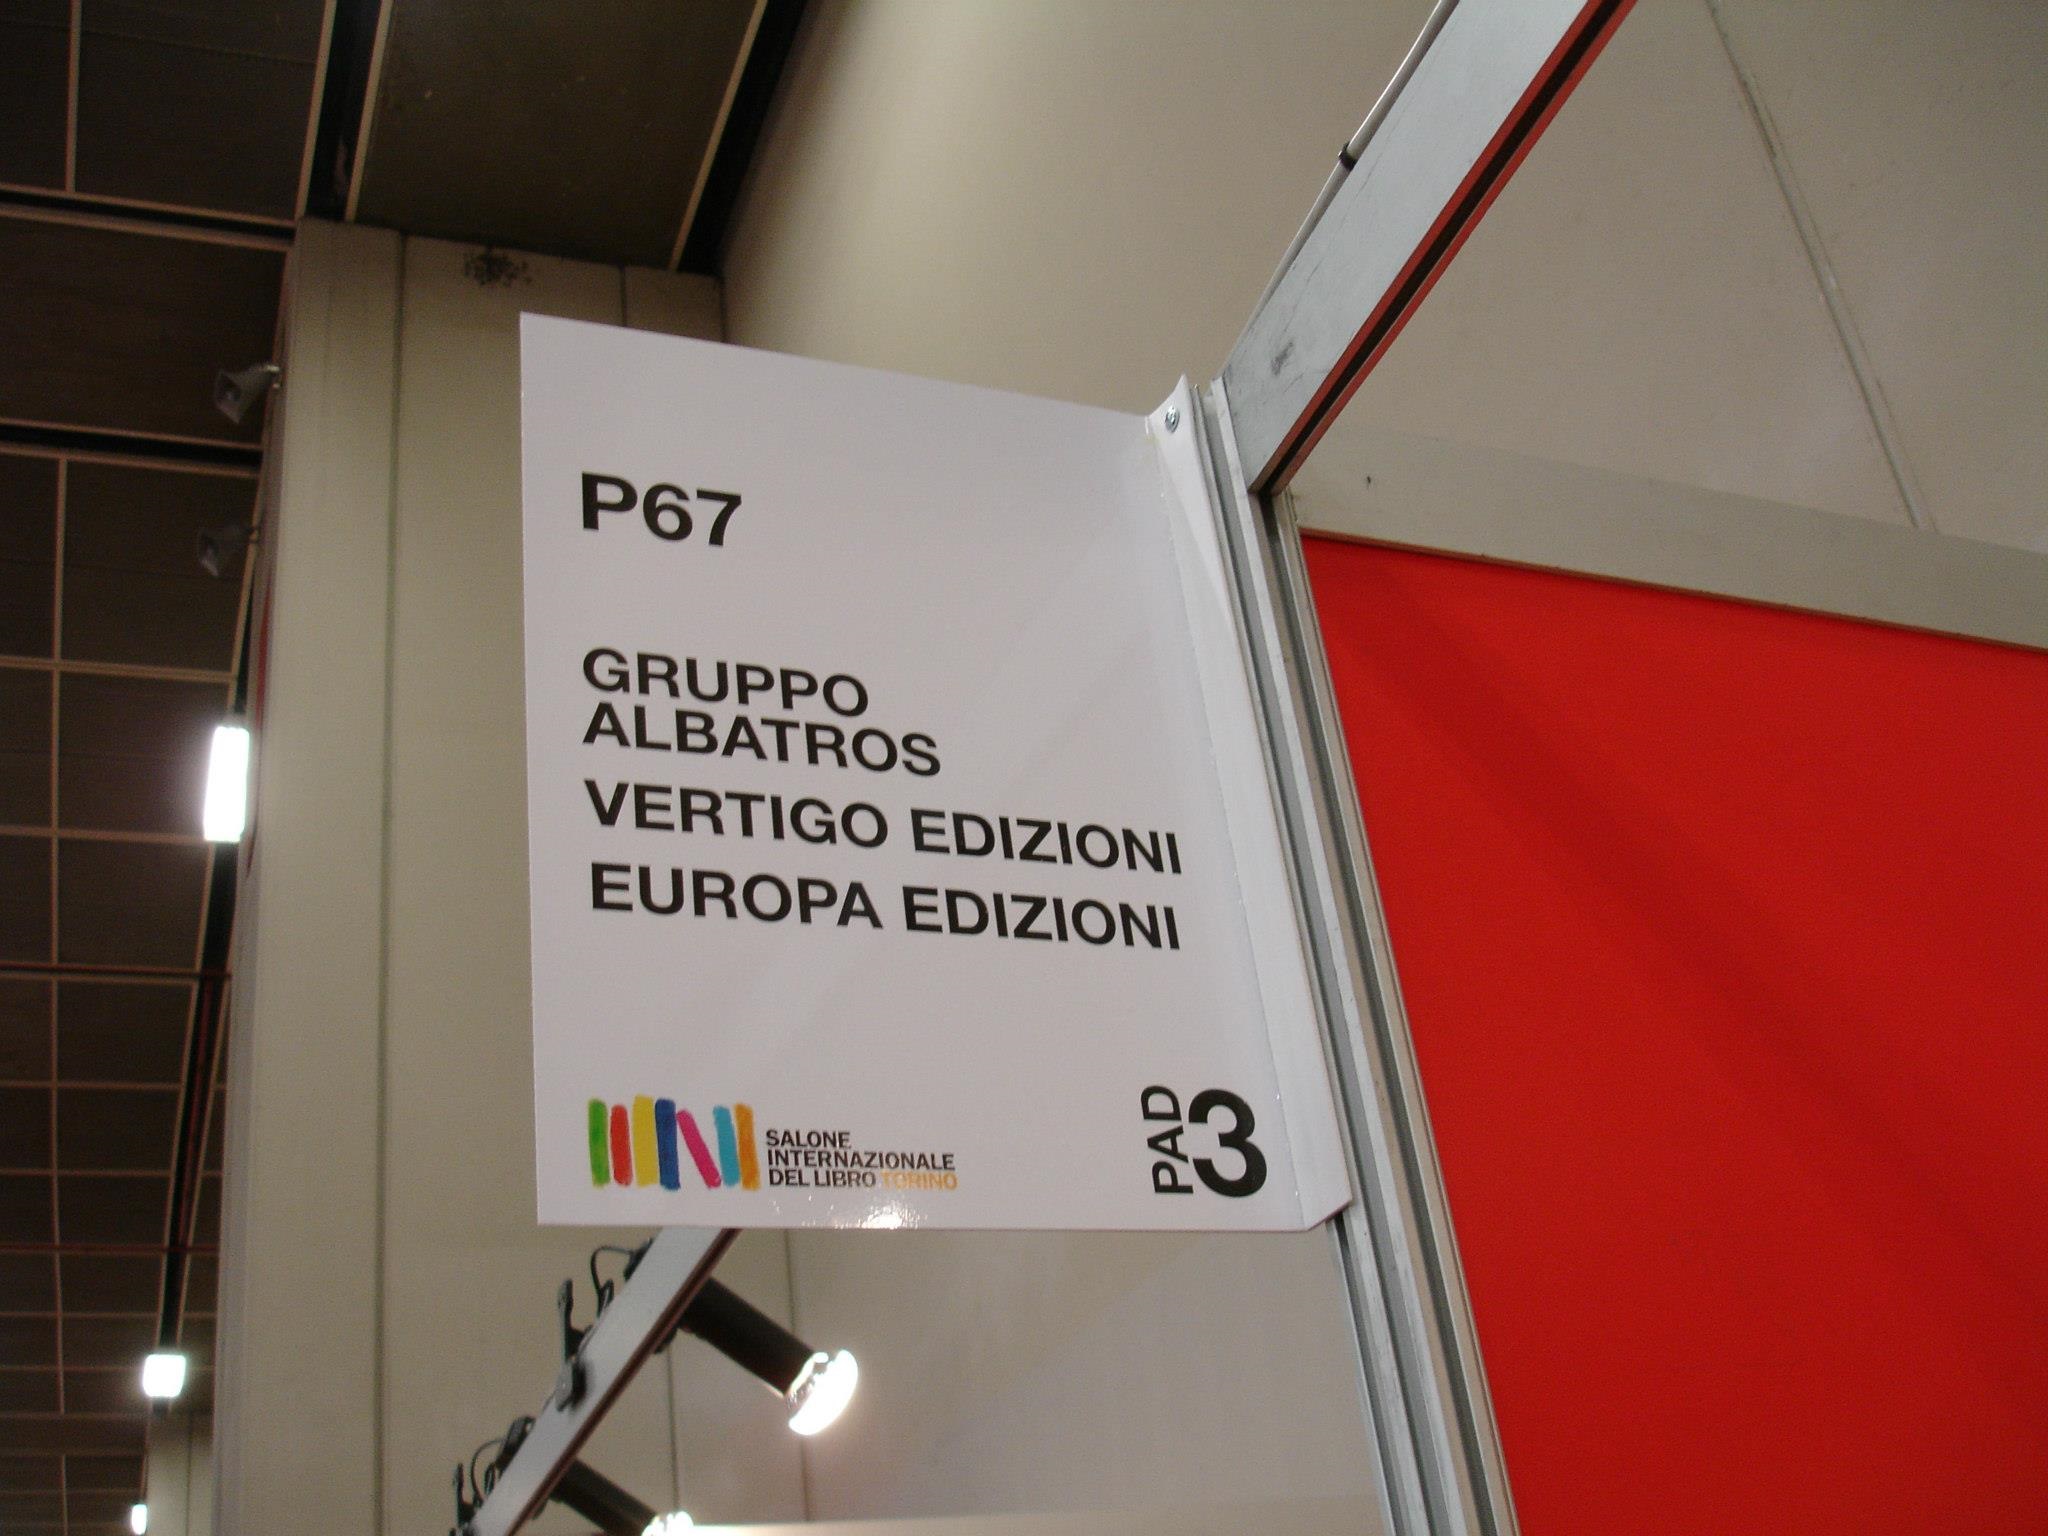 P67
GRUPPO
ALBATROS
VERTIGO EDIZIONI
EUROPA EDIZIONI
SALONE
INTERNAZIONALE
DEL LIBRO TORINO
PAD 3